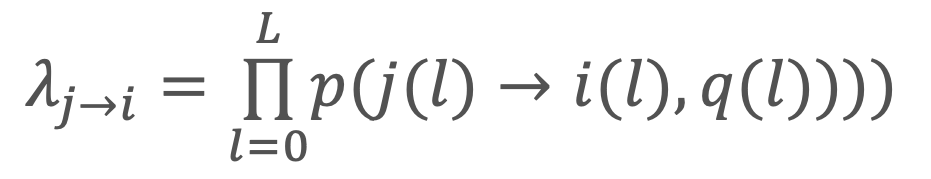 λ_{j→i} = ∏_{l=0}^{L} p(j(l) → i(l), q(l))))